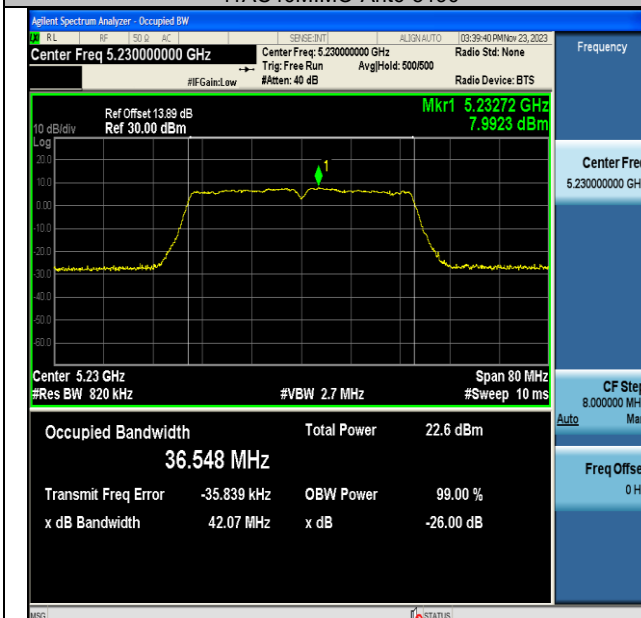 Agilent Spectrum Analyzer - Occupied BW
RL RF 50 Ω AC SENSE:INT ALIGN AUTO 03:39:40 PM Nov 23, 2023
Center Freq 5.230000000 GHz
Center Freq: 5.230000000 GHz
Radio Std: None
Trig: Free Run Avg|Hold: 500/500
#IFGain:Low #Atten: 40 dB Radio Device: BTS
Frequency
Ref Offset 13.89 dB
10 dB/div Ref 30.00 dBm
Mkr1 5.23272 GHz
7.9923 dBm
Log
20.0
10.0
0.00
-10.0
-20.0
-30.0
-40.0
-50.0
-60.0
1
Center Fre
5.230000000 GH
Center 5.23 GHz Span 80 MHz
#Res BW 820 kHz #VBW 2.7 MHz #Sweep 10 ms
CF Step
8.000000 MH
Auto Ma
Occupied Bandwidth Total Power 22.6 dBm
36.548 MHz
Transmit Freq Error -35.839 kHz OBW Power 99.00 %
x dB Bandwidth 42.07 MHz x dB -26.00 dB
Freq Offse
0 H
MSG STATUS